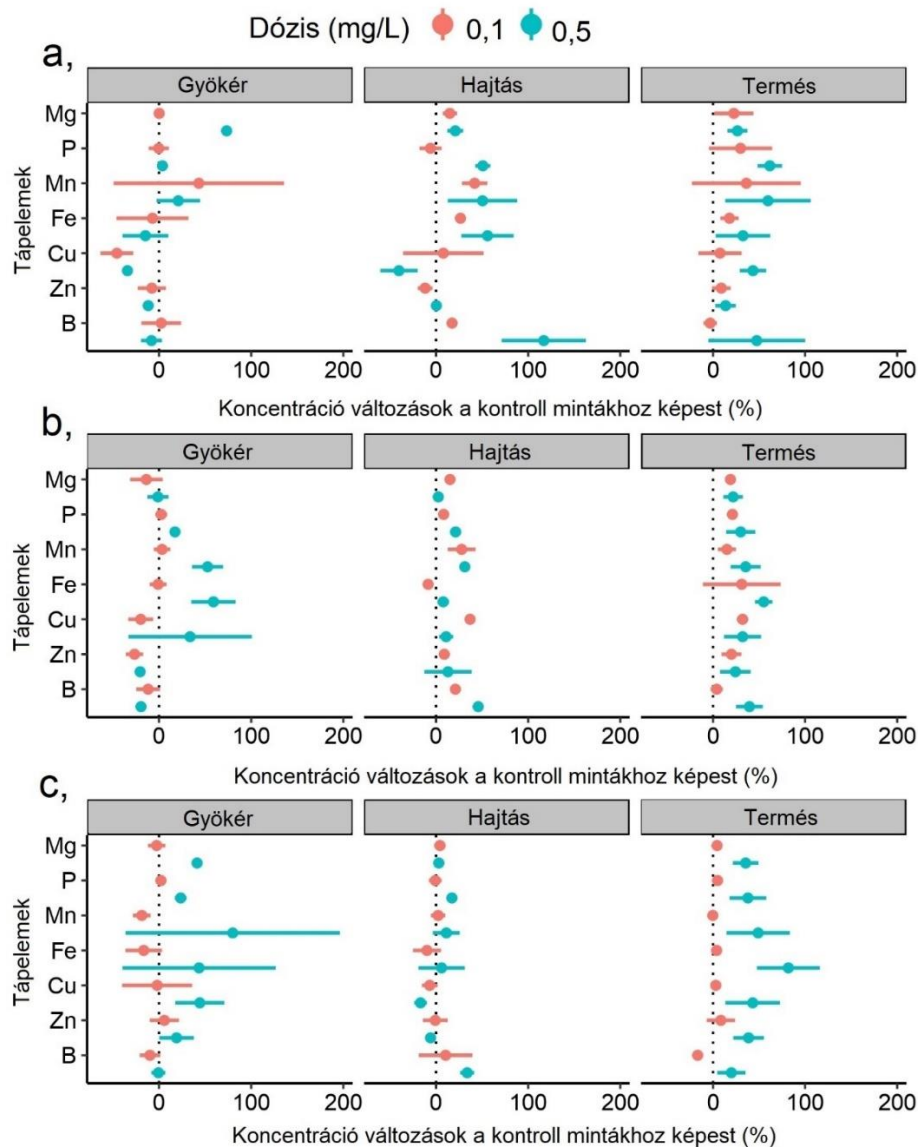 Dózis (mg/L) 0,1 0,5
a,
Gyökér Hajtás Termés
Tápelemek
Mg
P
Mn
Fe
Cu
Zn
B
0 100 200 0 100 200 0 100 200
Koncentráció változások a kontroll mintákhoz képest (%)
b,
Gyökér Hajtás Termés
Tápelemek
Mg
P
Mn
Fe
Cu
Zn
B
0 100 200 0 100 200 0 100 200
Koncentráció változások a kontroll mintákhoz képest (%)
c,
Gyökér Hajtás Termés
Tápelemek
Mg
P
Mn
Fe
Cu
Zn
B
0 100 200 0 100 200 0 100 200
Koncentráció változások a kontroll mintákhoz képest (%)